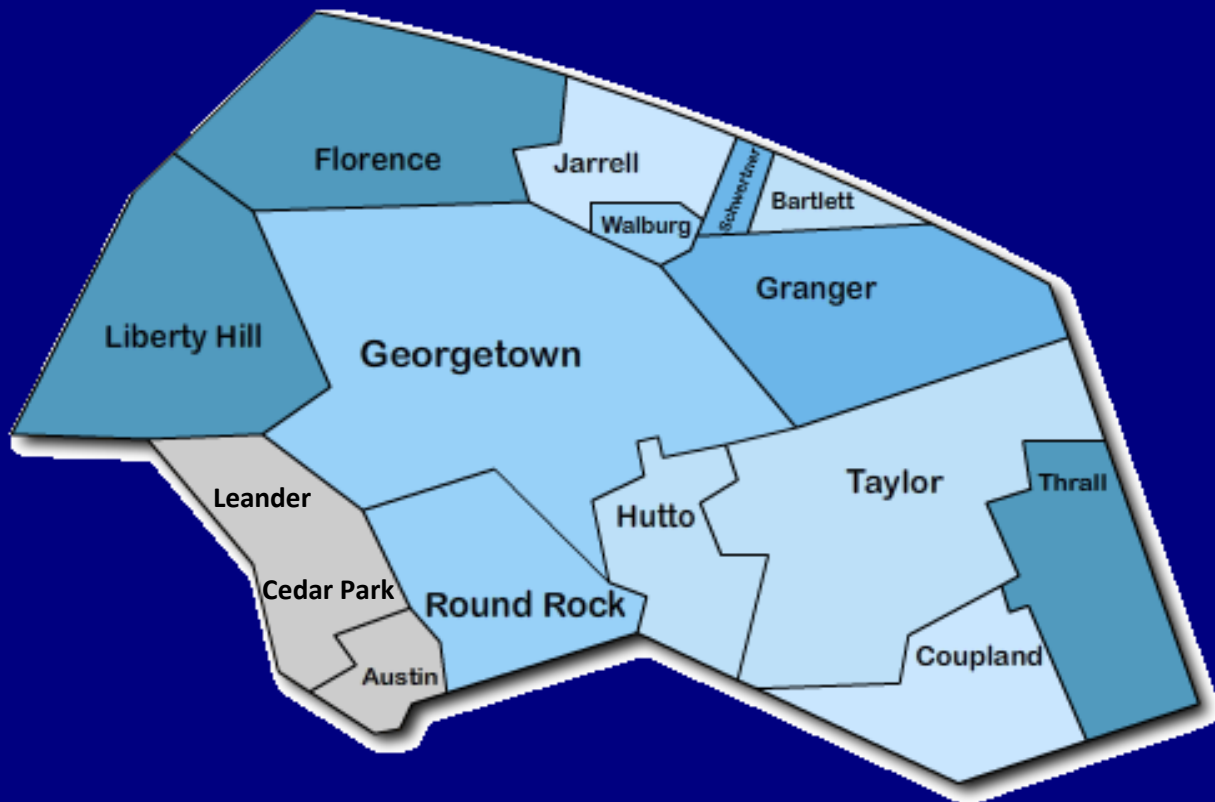 Florence
Jarrell
Schwertner
Bartlett
Walburg
Granger
Liberty Hill
Georgetown
Taylor
Thrall
Leander
Hutto
Cedar Park
Round Rock
Coupland
Austin